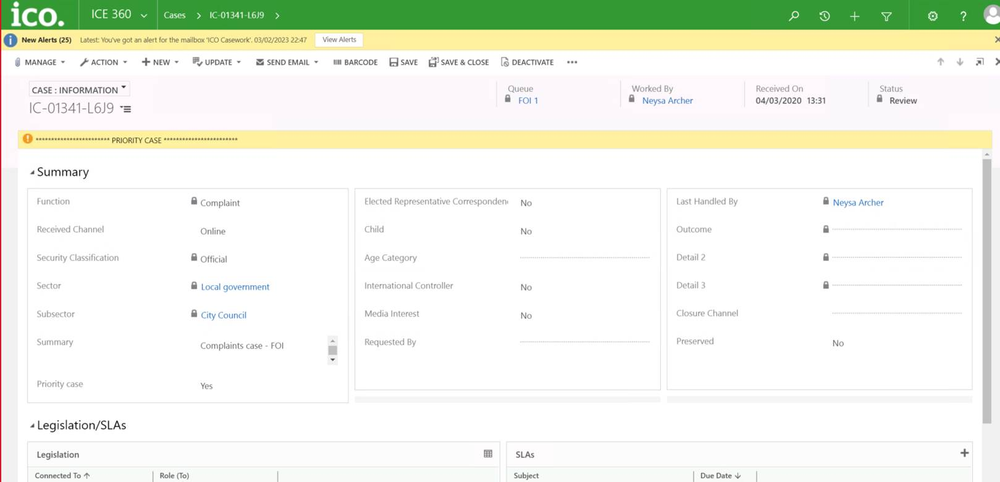 ico.
ICE 360
Cases > IC-01341-L6J9 >
New Alerts (25) Latest: You've got an alert for the mailbox 'ICO Casework'. 03/02/2023 22:47 View Alerts
MANAGE ACTION NEW UPDATE SEND EMAIL BARCODE SAVE SAVE & CLOSE DEACTIVATE
CASE : INFORMATION
IC-01341-L6J9
Queue
FOI 1
Worked By
Neysa Archer
Received On
04/03/2020 13:31
Status
Review
************************ PRIORITY CASE ************************
Summary
Function Complaint
Received Channel Online
Security Classification Official
Sector Local government
Subsector City Council
Summary Complaints case - FOI
Priority case Yes
Elected Representative Corresponden No
Child No
Age Category
International Controller No
Media Interest No
Requested By
Last Handled By Neysa Archer
Outcome
Detail 2
Detail 3
Closure Channel
Preserved No
Legislation/SLAs
Legislation
Connected To Role (To)
SLAs
Subject Due Date